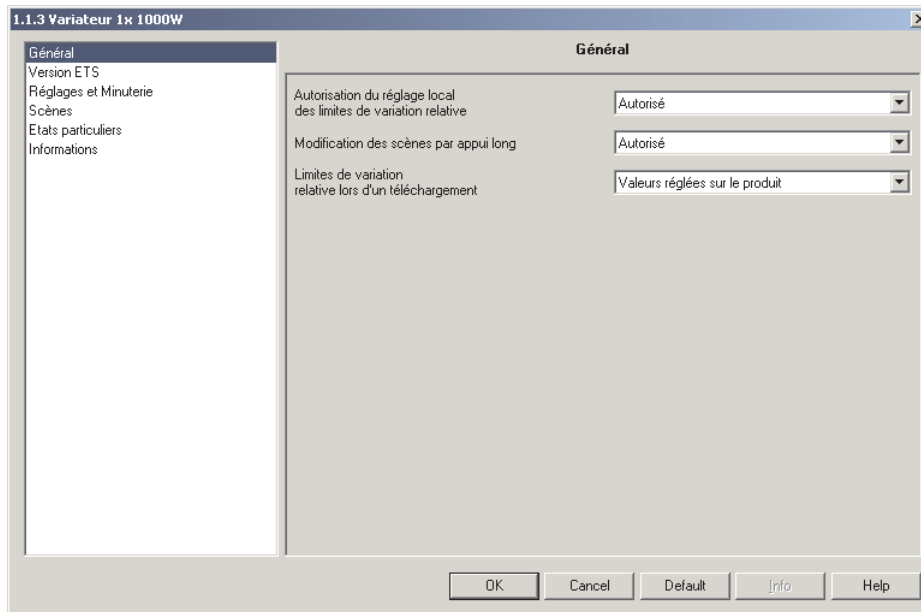 1.1.3 Variateur 1x 1000W
Général
Version ETS
Réglages et Minuterie
Scènes
Etats particuliers
Informations
Général
Autorisation du réglage local
des limites de variation relative
Autorisé
Modification des scènes par appui long
Autorisé
Limites de variation
relative lors d'un téléchargement
Valeurs réglées sur le produit
OK
Cancel
Default
Info
Help